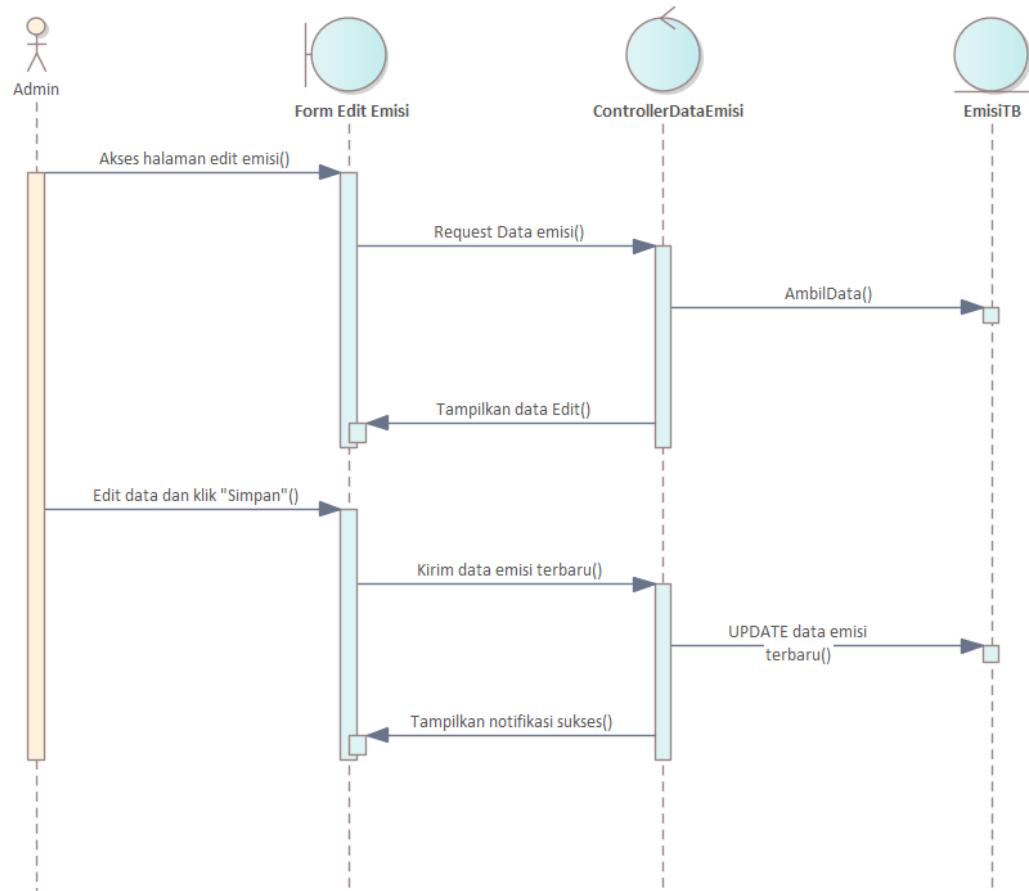 Admin
Form Edit Emisi
ControllerDataEmisi
EmisiTB
Akses halaman edit emisi()
Request Data emisi()
AmbilData()
Tampilkan data Edit()
Edit data dan klik "Simpan"()
Kirim data emisi terbaru()
UPDATE data emisi
terbaru()
Tampilkan notifikasi sukses()